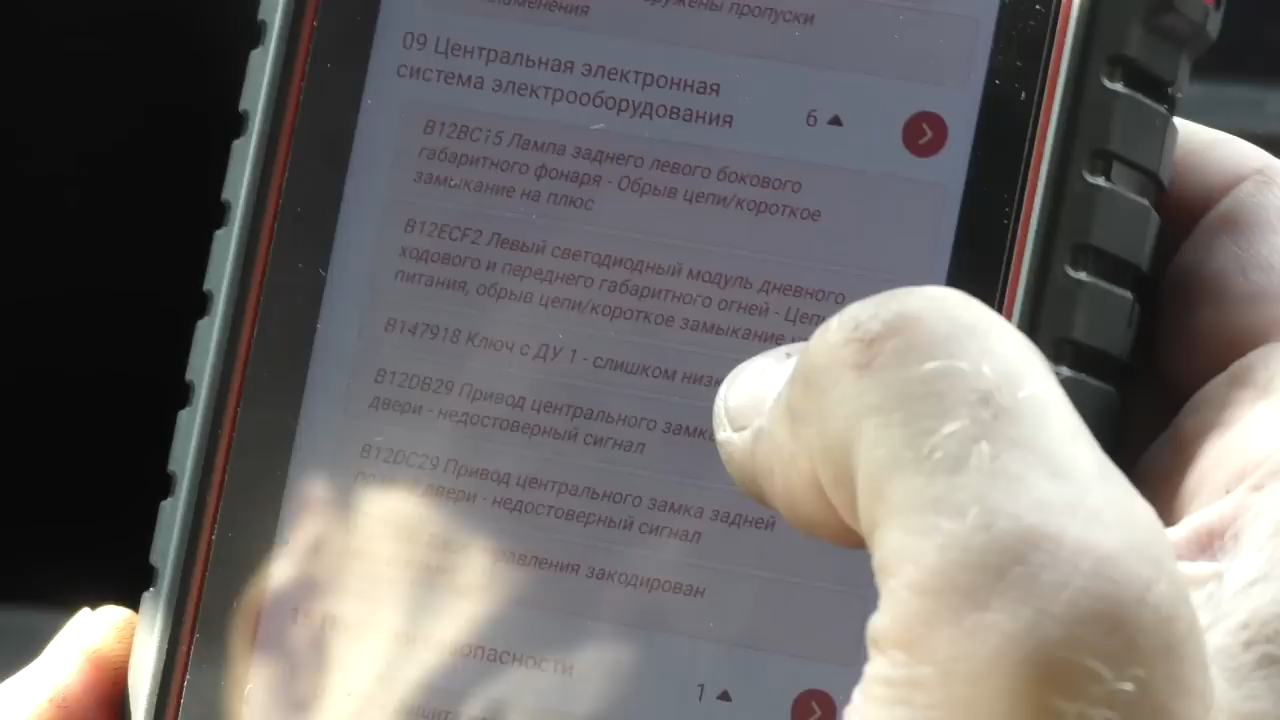 пропуски
09 Центральная электронная
система электрооборудования
6
B12BC15 Лампа заднего левого бокового
габаритного фонаря - Обрыв цепи/короткое
замыкание на плюс
B12ECF2 Левый светодиодный модуль дневного
ходового и переднего габаритного огней - Цепь
питания, обрыв цепи/короткое замыкание
B147918 Ключ с ДУ 1 - слишком
B12DB29 Привод центрального
двери - недостоверный сигнал
B12DC29 Привод центрального замка задней
двери - недостоверный сигнал
закодирован
1